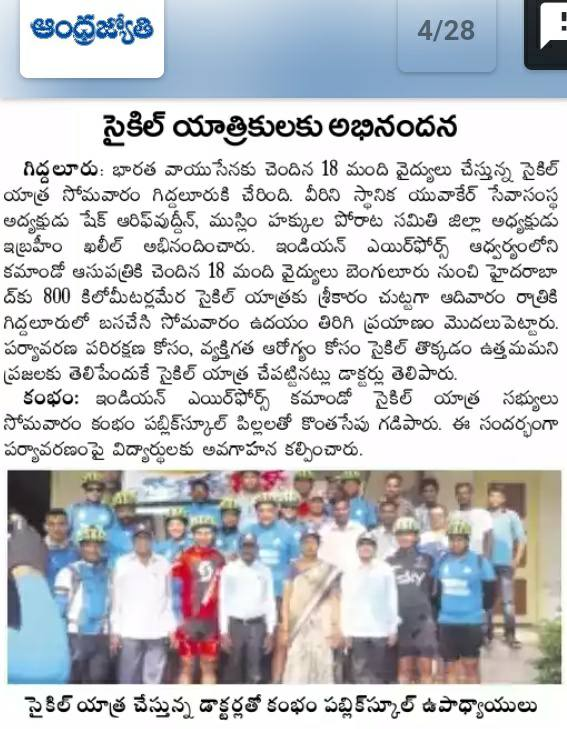 ఆంధ్రజ్యోతి
4/28
సైకిల్ యాత్రికులకు అభినందన
గిద్దలూరు: భారత వాయుసేనకు చెందిన 18 మంది వైద్యులు చేస్తున్న సైకిల్
యాత్ర సోమవారం గిద్దలూరుకి చేరింది. వీరిని స్థానిక యువాకేర్ సేవాసంస్థ
అధ్యక్షుడు షేక్ ఆరిఫ్‌వుద్దీన్, ముస్లిం హక్కుల పోరాట సమితి జిల్లా అధ్యక్షుడు
ఇబ్రహీం ఖలీల్ అభినందించారు. ఇండియన్ ఎయిర్‌ఫోర్స్ ఆధ్వర్యంలోని
కమాండో ఆసుపత్రికి చెందిన 18 మంది వైద్యులు బెంగులూరు నుంచి హైదరాబా
ద్‌కు 800 కిలోమీటర్లమేర సైకిల్ యాత్రకు శ్రీకారం చుట్టగా ఆదివారం రాత్రికి
గిద్దలూరులో బసచేసి సోమవారం ఉదయం తిరిగి ప్రయాణం మొదలుపెట్టారు.
పర్యావరణ పరిరక్షణ కోసం, వ్యక్తిగత ఆరోగ్యం కోసం సైకిల్ తొక్కడం ఉత్తమమని
ప్రజలకు తెలిపేందుకే సైకిల్ యాత్ర చేపట్టినట్లు డాక్టర్లు తెలిపారు.
కంభం: ఇండియన్ ఎయిర్‌ఫోర్స్ కమాండో సైకిల్ యాత్ర సభ్యులు
సోమవారం కంభం పబ్లిక్‌స్కూల్ పిల్లలతో కొంతసేపు గడిపారు. ఈ సందర్భంగా
పర్యావరణంపై విద్యార్థులకు అవగాహన కల్పించారు.
sky
సైకిల్ యాత్ర చేస్తున్న డాక్టర్లతో కంభం పబ్లిక్‌స్కూల్ ఉపాధ్యాయులు